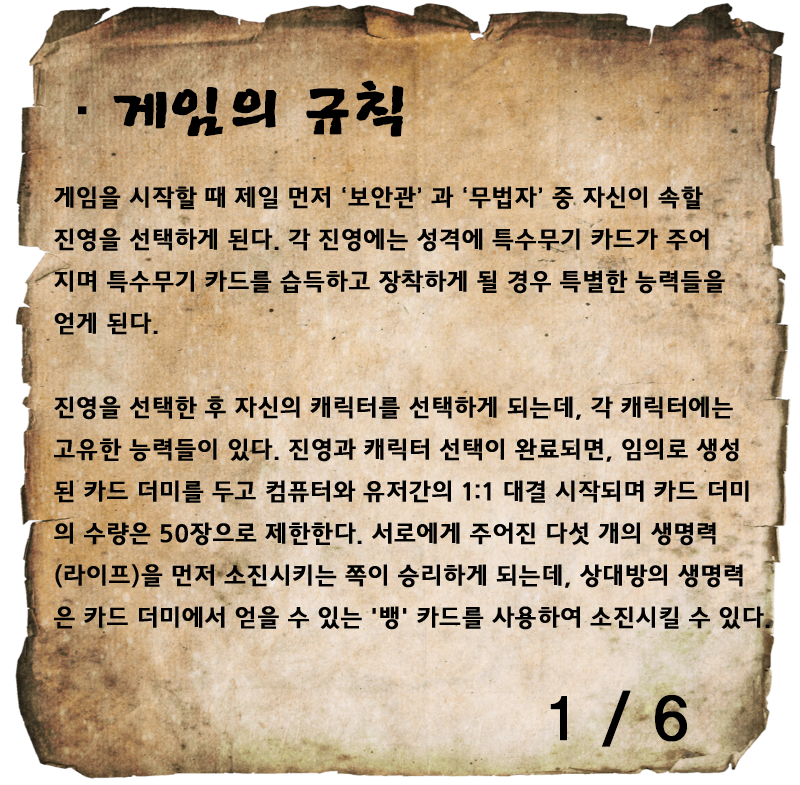 · 게임의 규칙
게임을 시작할 때 제일 먼저 ‘보안관’ 과 ‘무법자’ 중 자신이 속할
진영을 선택하게 된다. 각 진영에는 성격에 특수무기 카드가 주어
지며 특수무기 카드를 습득하고 장착하게 될 경우 특별한 능력들을
얻게 된다.
진영을 선택한 후 자신의 캐릭터를 선택하게 되는데, 각 캐릭터에는
고유한 능력들이 있다. 진영과 캐릭터 선택이 완료되면, 임의로 생성
된 카드 더미를 두고 컴퓨터와 유저간의 1:1 대결 시작되며 카드 더미
의 수량은 50장으로 제한한다. 서로에게 주어진 다섯 개의 생명력
(라이프)을 먼저 소진시키는 쪽이 승리하게 되는데, 상대방의 생명력
은 카드 더미에서 얻을 수 있는 '뱅' 카드를 사용하여 소진시킬 수 있다.
1 / 6